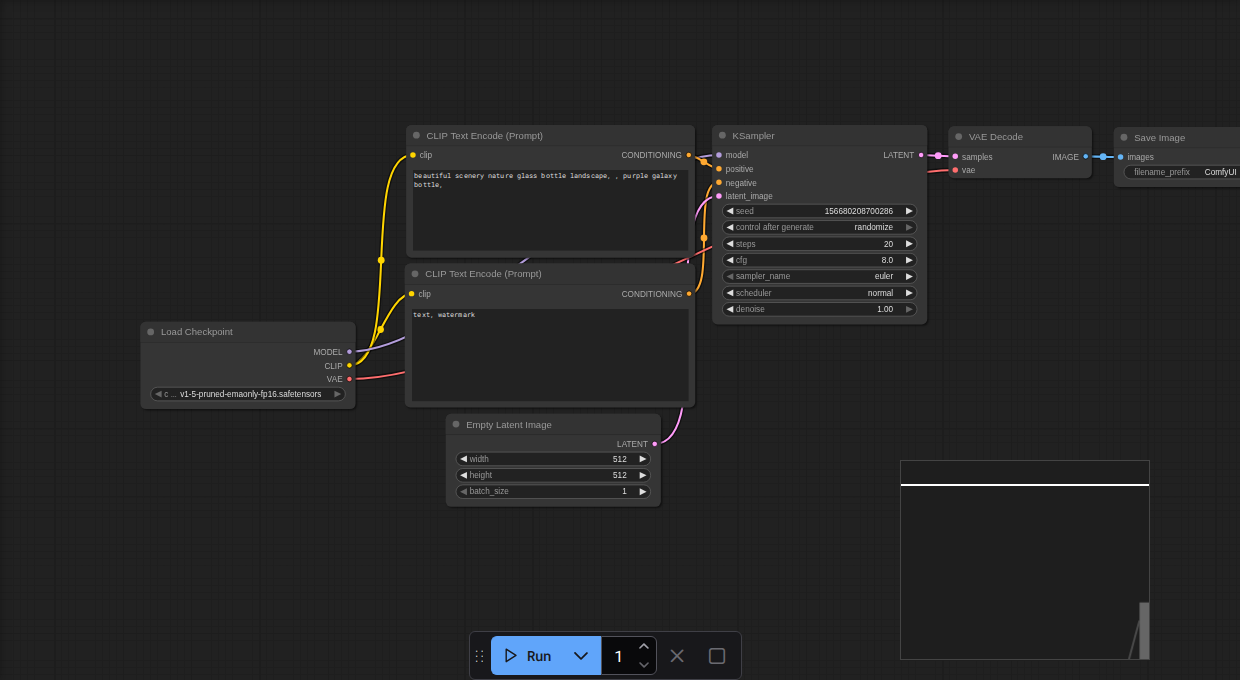 CLIP Text Encode (Prompt)
clip
CONDITIONING
beautiful scenery nature glass bottle landscape, , purple galaxy
bottle,
CLIP Text Encode (Prompt)
clip
CONDITIONING
text, watermark
Load Checkpoint
MODEL
CLIP
VAE
c ... v1-5-pruned-emaonly-fp16.safetensors
Empty Latent Image
LATENT
width 512
height 512
batch_size 1
KSampler
model LATENT
positive
negative
latent_image
seed 156680208700286
control after generate randomize
steps 20
cfg 8.0
sampler_name euler
scheduler normal
denoise 1.00
VAE Decode
samples IMAGE
vae
Save Image
images
filename_prefix ComfyUI
Run 1